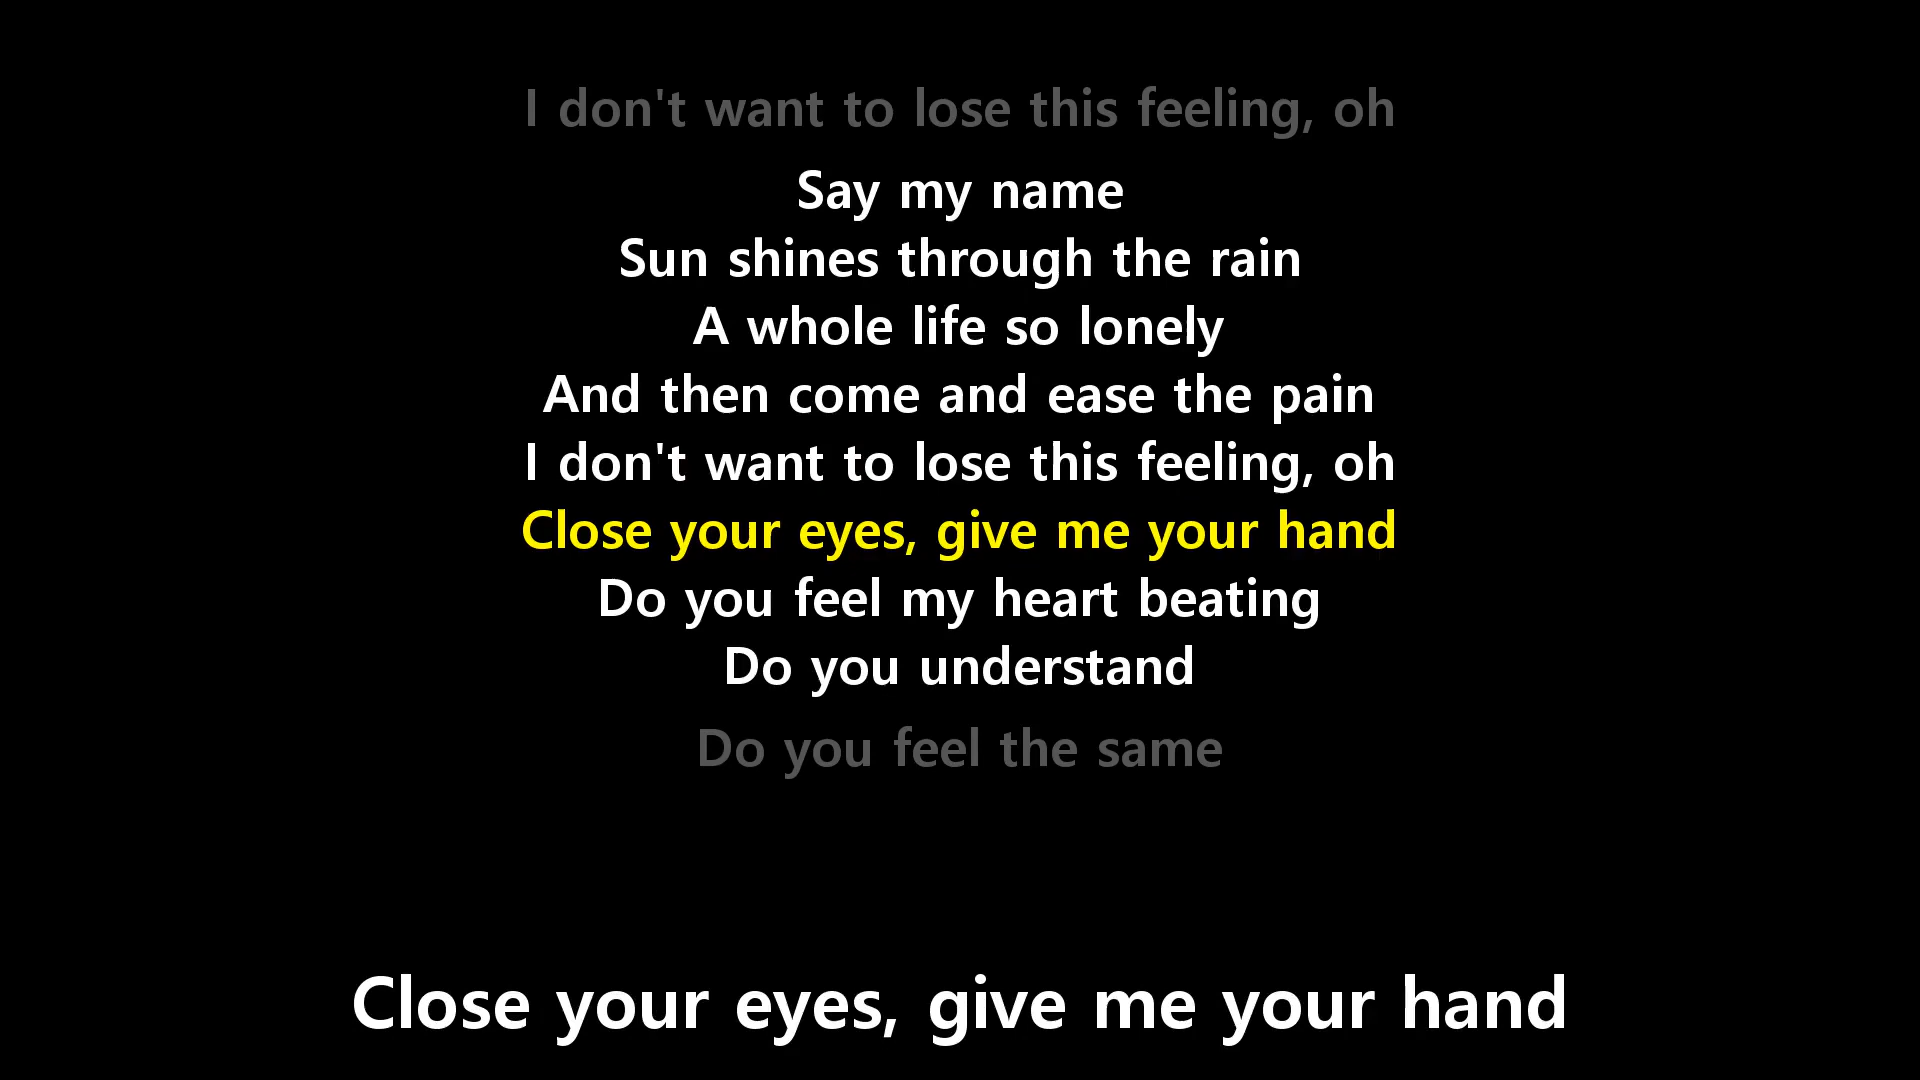 I don't want to lose this feeling, oh
Say my name
Sun shines through the rain
A whole life so lonely
And then come and ease the pain
I don't want to lose this feeling, oh
Close your eyes, give me your hand
Do you feel my heart beating
Do you understand
Do you feel the same
Close your eyes, give me your hand